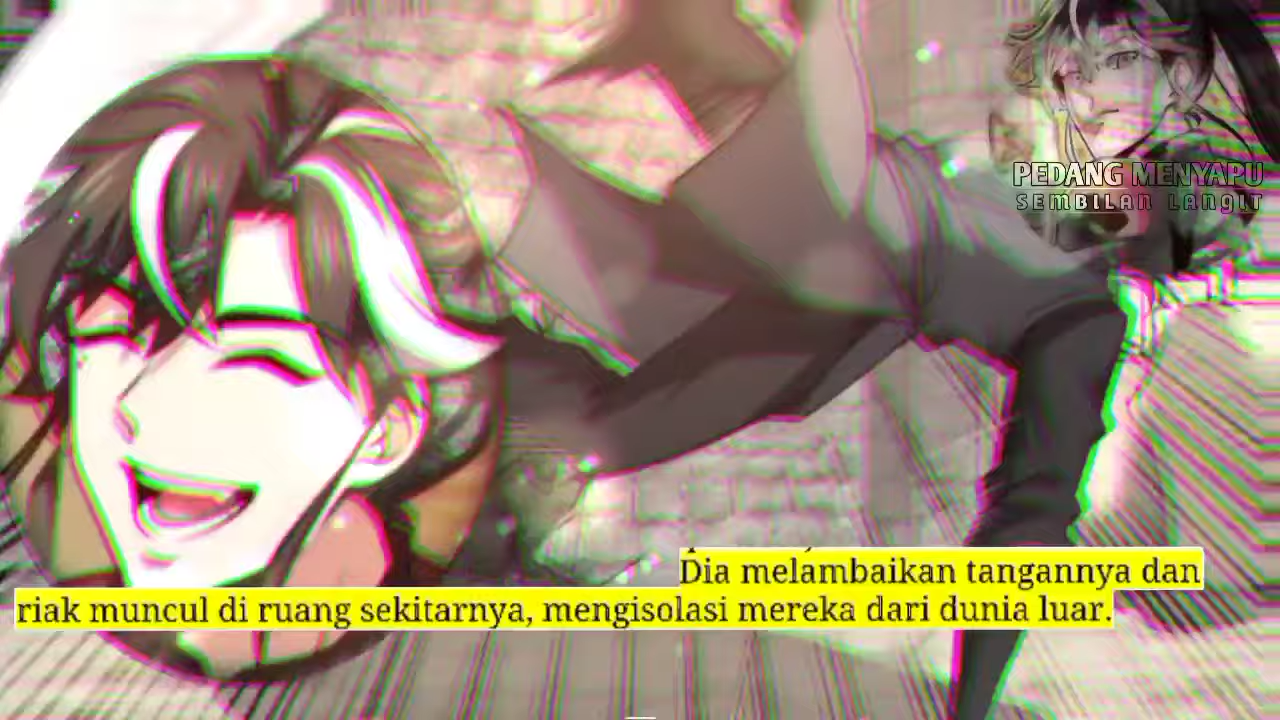 PEDANG MENYAPU
SEMBILAN LANGIT
Dia melambaikan tangannya dan
riak muncul di ruang sekitarnya, mengisolasi mereka dari dunia luar.